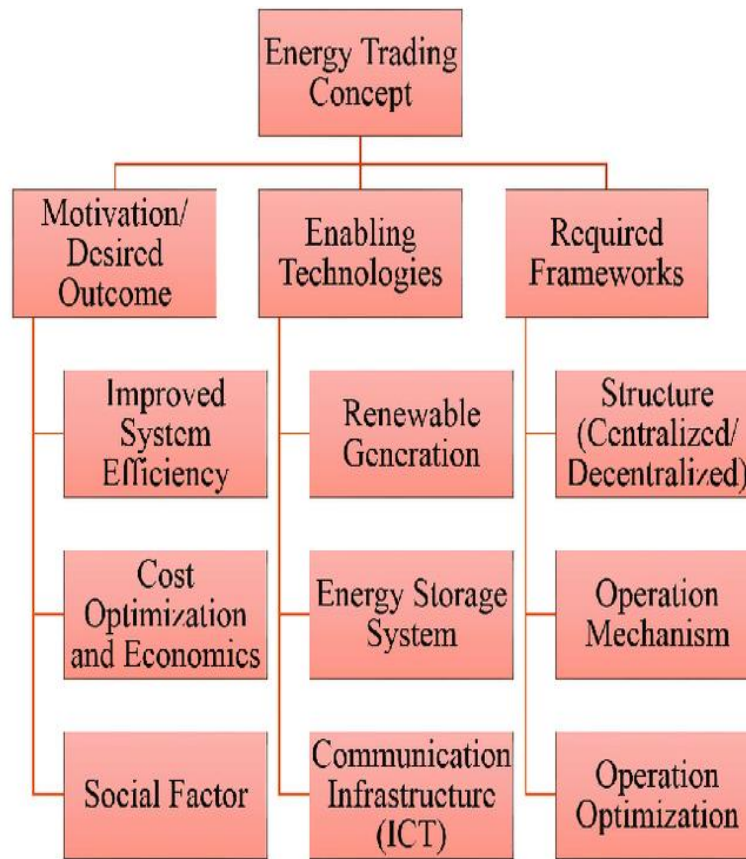 Energy Trading
Concept
Motivation/
Desired
Outcome
Enabling
Technologies
Required
Frameworks
Improved
System
Efficiency
Renewable
Generation
Structure
(Centralized/
Decentralized)
Cost
Optimization
and Economics
Energy Storage
System
Operation
Mechanism
Social Factor
Communication
Infrastructure
(ICT)
Operation
Optimization